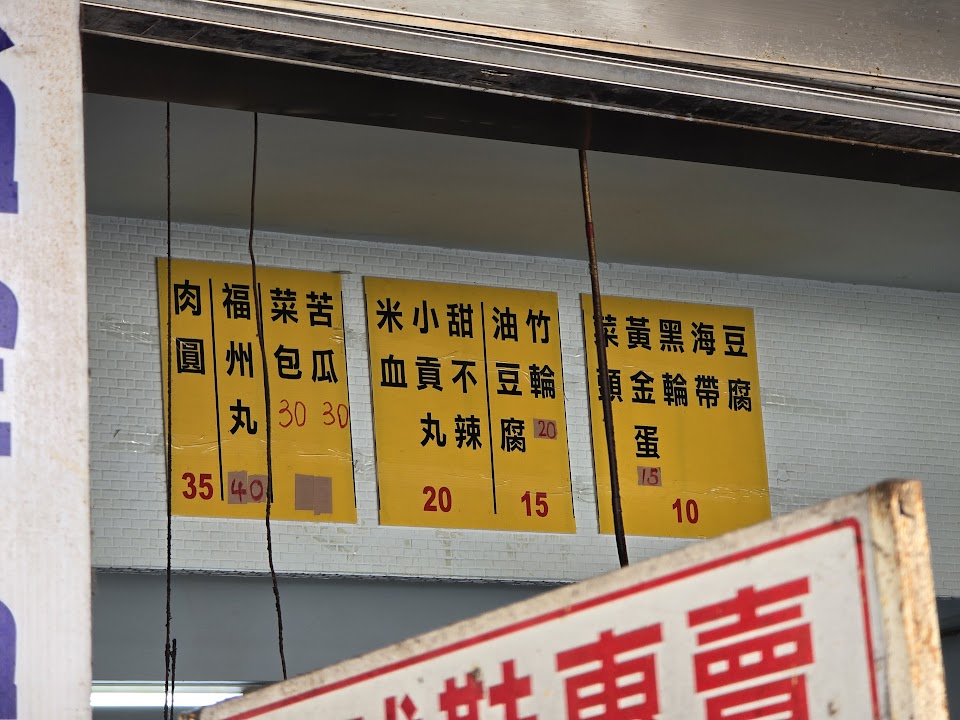 豆腐
海帶
黑輪
黃金蛋
15
菜頭
10
竹輪
20
油豆腐
15
甜不辣
小貢丸
米血
20
苦瓜
30
菜包
30
福州丸
40
肉圓
35
專賣